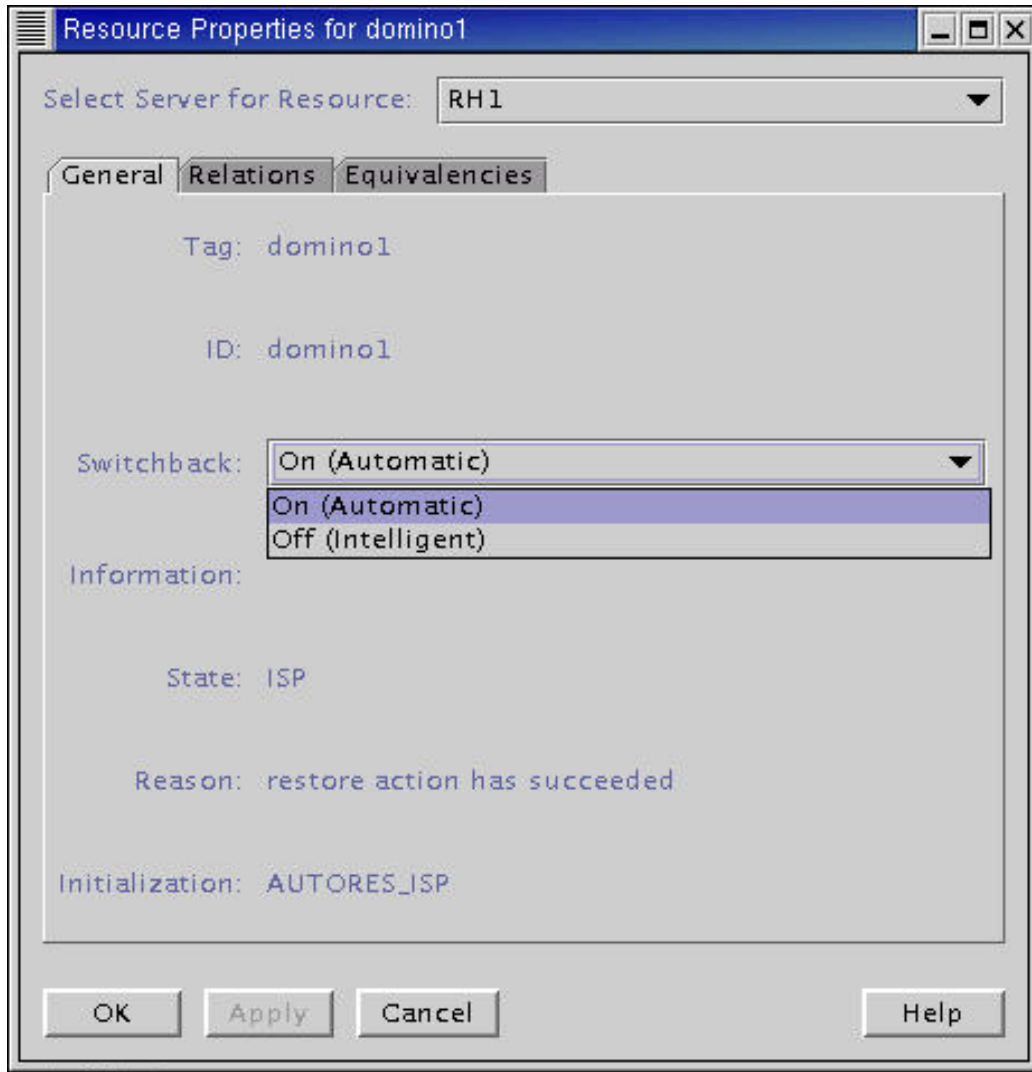 Resource Properties for domino1
Select Server for Resource: RH1
General Relations Equivalencies
Tag: domino1
ID: domino1
Switchback: On (Automatic)
On (Automatic)
Off (Intelligent)
Information:
State: ISP
Reason: restore action has succeeded
Initialization: AUTORES_ISP
OK Apply Cancel Help